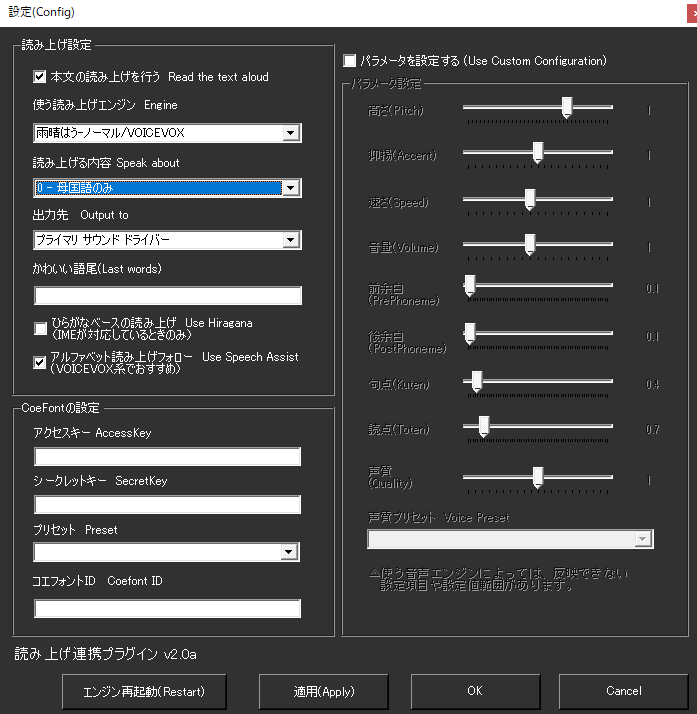 設定(Config)
読み上げ設定
本文の読み上げを行う Read the text aloud
使う読み上げエンジン Engine
雨晴はう-ノーマル/VOICEVOX
読み上げる内容 Speak about
0 - 母国語のみ
出力先 Output to
プライマリ サウンド ドライバー
かわいい語尾(Last words)
ひらがなベースの読み上げ Use Hiragana
(IMEが対応しているときのみ)
アルファベット読み上げフォロー Use Speech Assist
(VOICEVOX系でおすすめ)
CoeFontの設定
アクセスキー AccessKey
シークレットキー SecretKey
プリセット Preset
コエフォントID Coefont ID
パラメータを設定する (Use Custom Configuration)
パラメータ設定
高さ(Pitch) 1
抑揚(Accent) 1
速さ(Speed) 1
音量(Volume) 1
前余白
(PrePhoneme) 0.1
後余白
(PostPhoneme) 0.1
句点(Kuten) 0.4
読点(Toten) 0.7
声質
(Quality) 1
声質プリセット Voice Preset
⚠使う音声エンジンによっては、反映できない
設定項目や設定値範囲があります。
読み上げ連携プラグイン v2.0a
エンジン再起動(Restart)
適用(Apply)
OK
Cancel